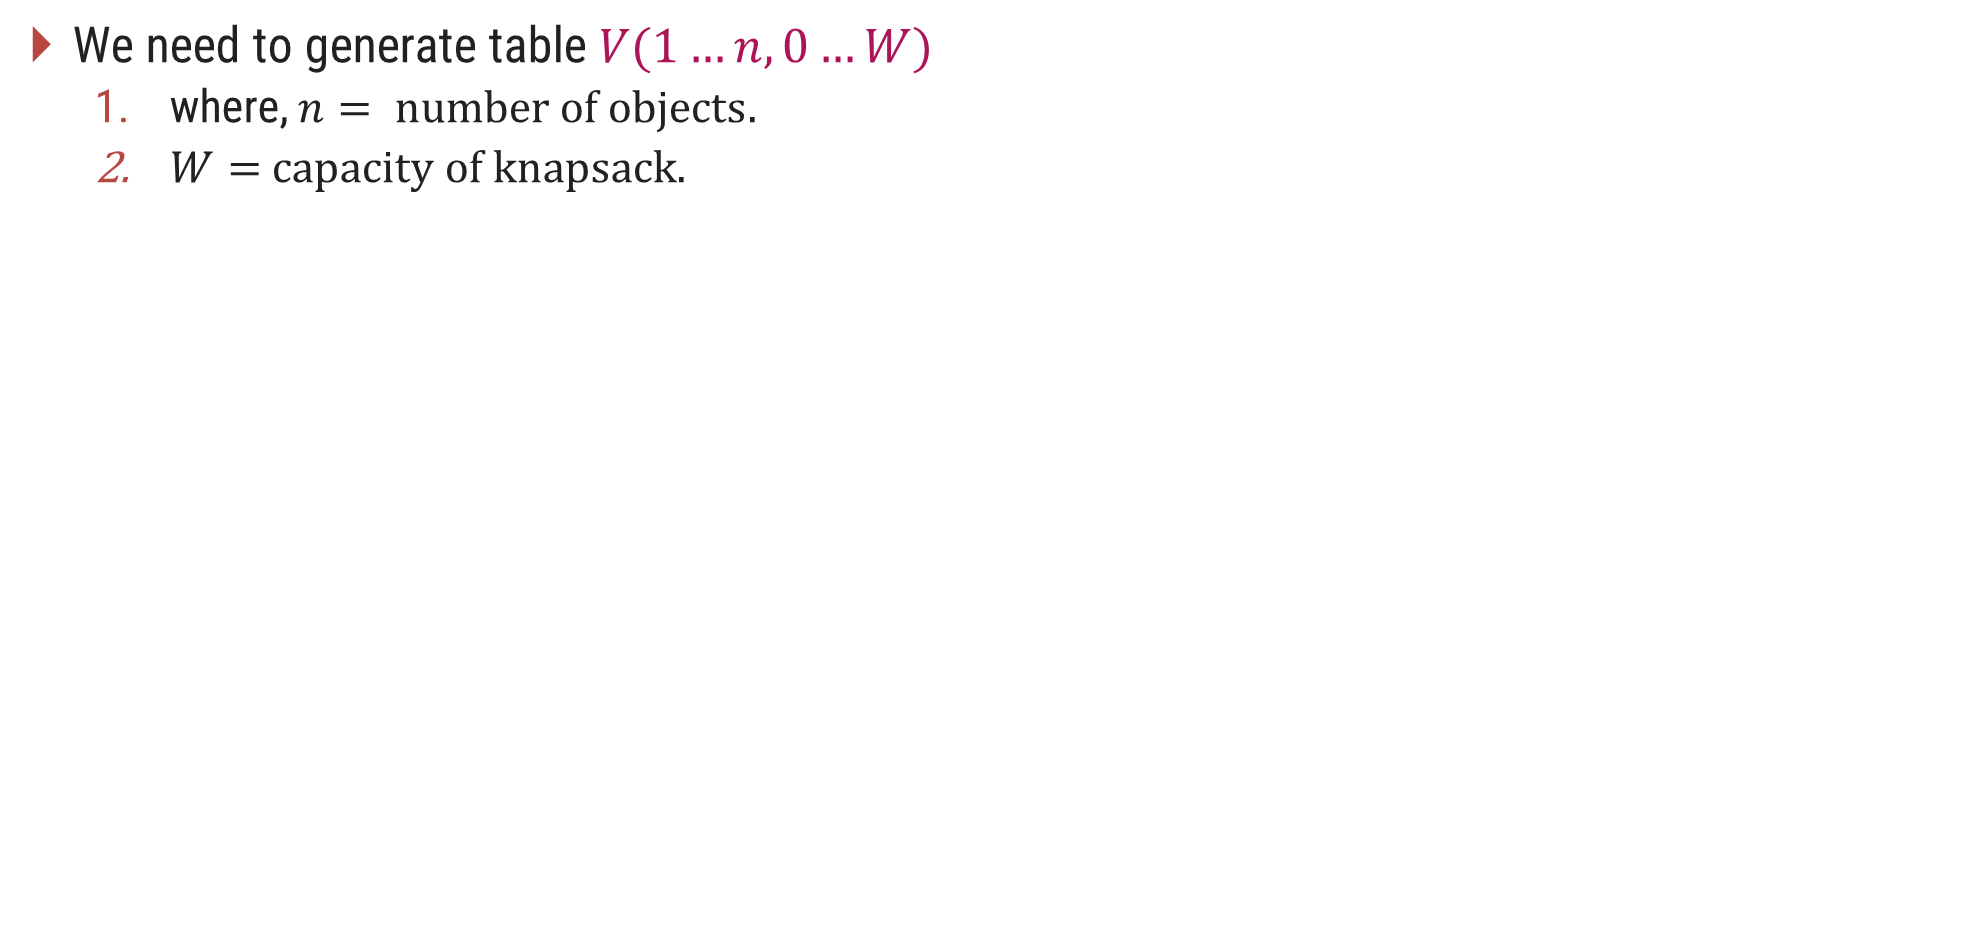 We need to generate table V(1 … n, 0 … W)
1. where, n = number of objects.
2. W = capacity of knapsack.